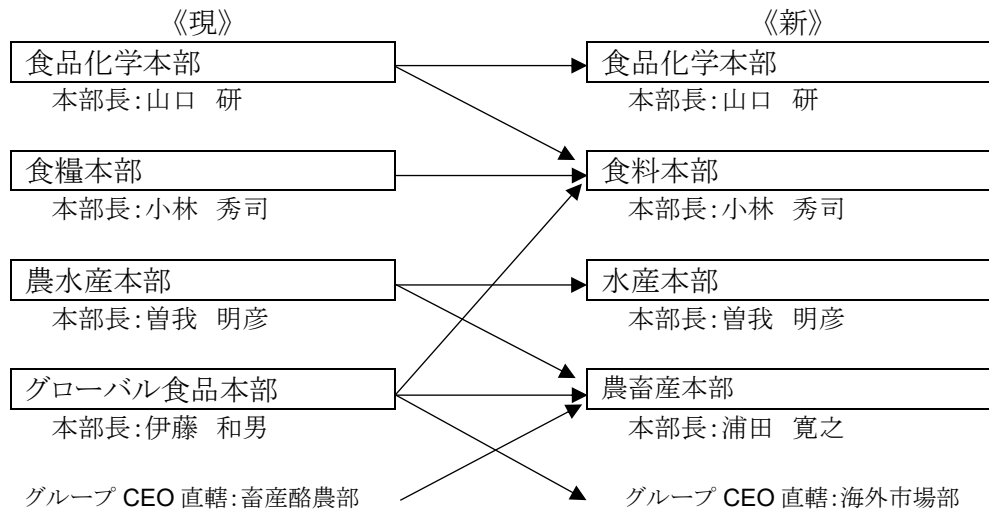 《現》 《新》
食品化学本部 食品化学本部
本部長：山口 研 本部長：山口 研
食糧本部 食料本部
本部長：小林 秀司 本部長：小林 秀司
農水産本部 水産本部
本部長：曽我 明彦 本部長：曽我 明彦
グローバル食品本部 農畜産本部
本部長：伊藤 和男 本部長：浦田 寛之
グループ CEO 直轄：畜産酪農部 グループ CEO 直轄：海外市場部